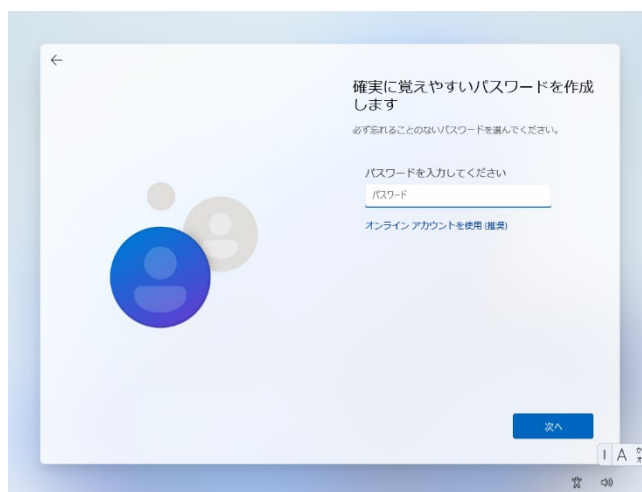 確実に覚えやすいパスワードを作成
します
必ず忘れることのないパスワードを選んでください。
パスワードを入力してください
パスワード
オンライン アカウントを使用 (推奨)
次へ
A